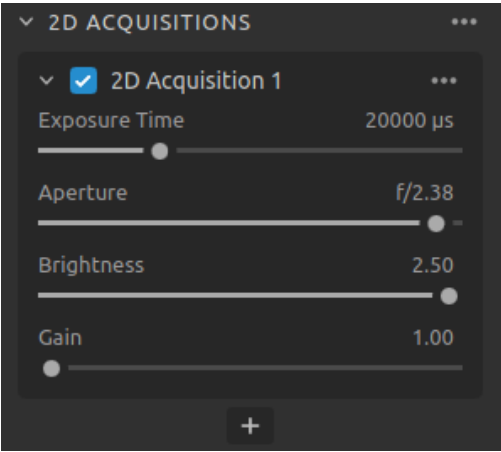 2D ACQUISITIONS
2D Acquisition 1
Exposure Time 20000 µs
Aperture f/2.38
Brightness 2.50
Gain 1.00